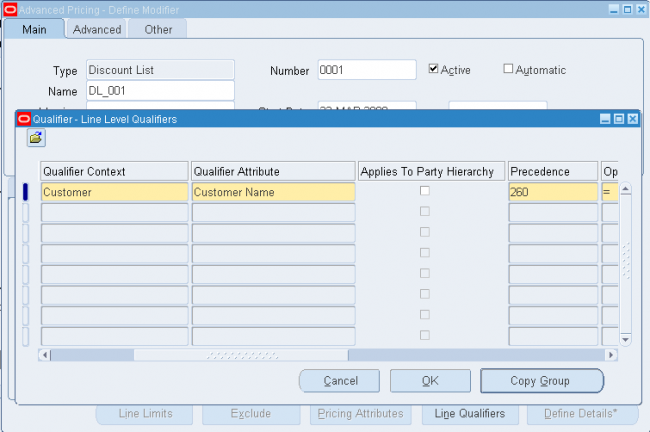 Advanced Pricing - Define Modifier
Main Advanced Other
Type Discount List Number 0001 Active Automatic
Name DL_001
Qualifier - Line Level Qualifiers
Qualifier Context Qualifier Attribute Applies To Party Hierarchy Precedence Op
Customer Customer Name 260 =
Cancel OK Copy Group
Line Limits Exclude Pricing Attributes Line Qualifiers Define Details*